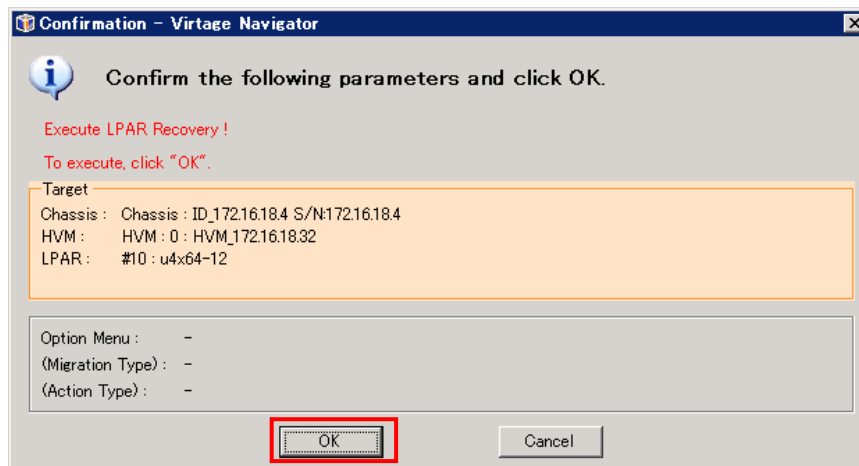 Confirmation - Virtage Navigator
Confirm the following parameters and click OK.
Execute LPAR Recovery !
To execute, click "OK".
Target
Chassis : Chassis : ID_172.16.18.4 S/N:172.16.18.4
HVM : HVM : 0 : HVM_172.16.18.32
LPAR : #10 : u4x64-12
Option Menu : -
(Migration Type) : -
(Action Type) : -
OK Cancel